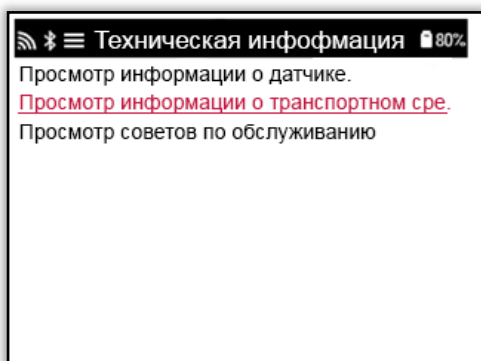 Техническая инфофмация 80%
Просмотр информации о датчике.
Просмотр информации о транспортном сре.
Просмотр советов по обслуживанию